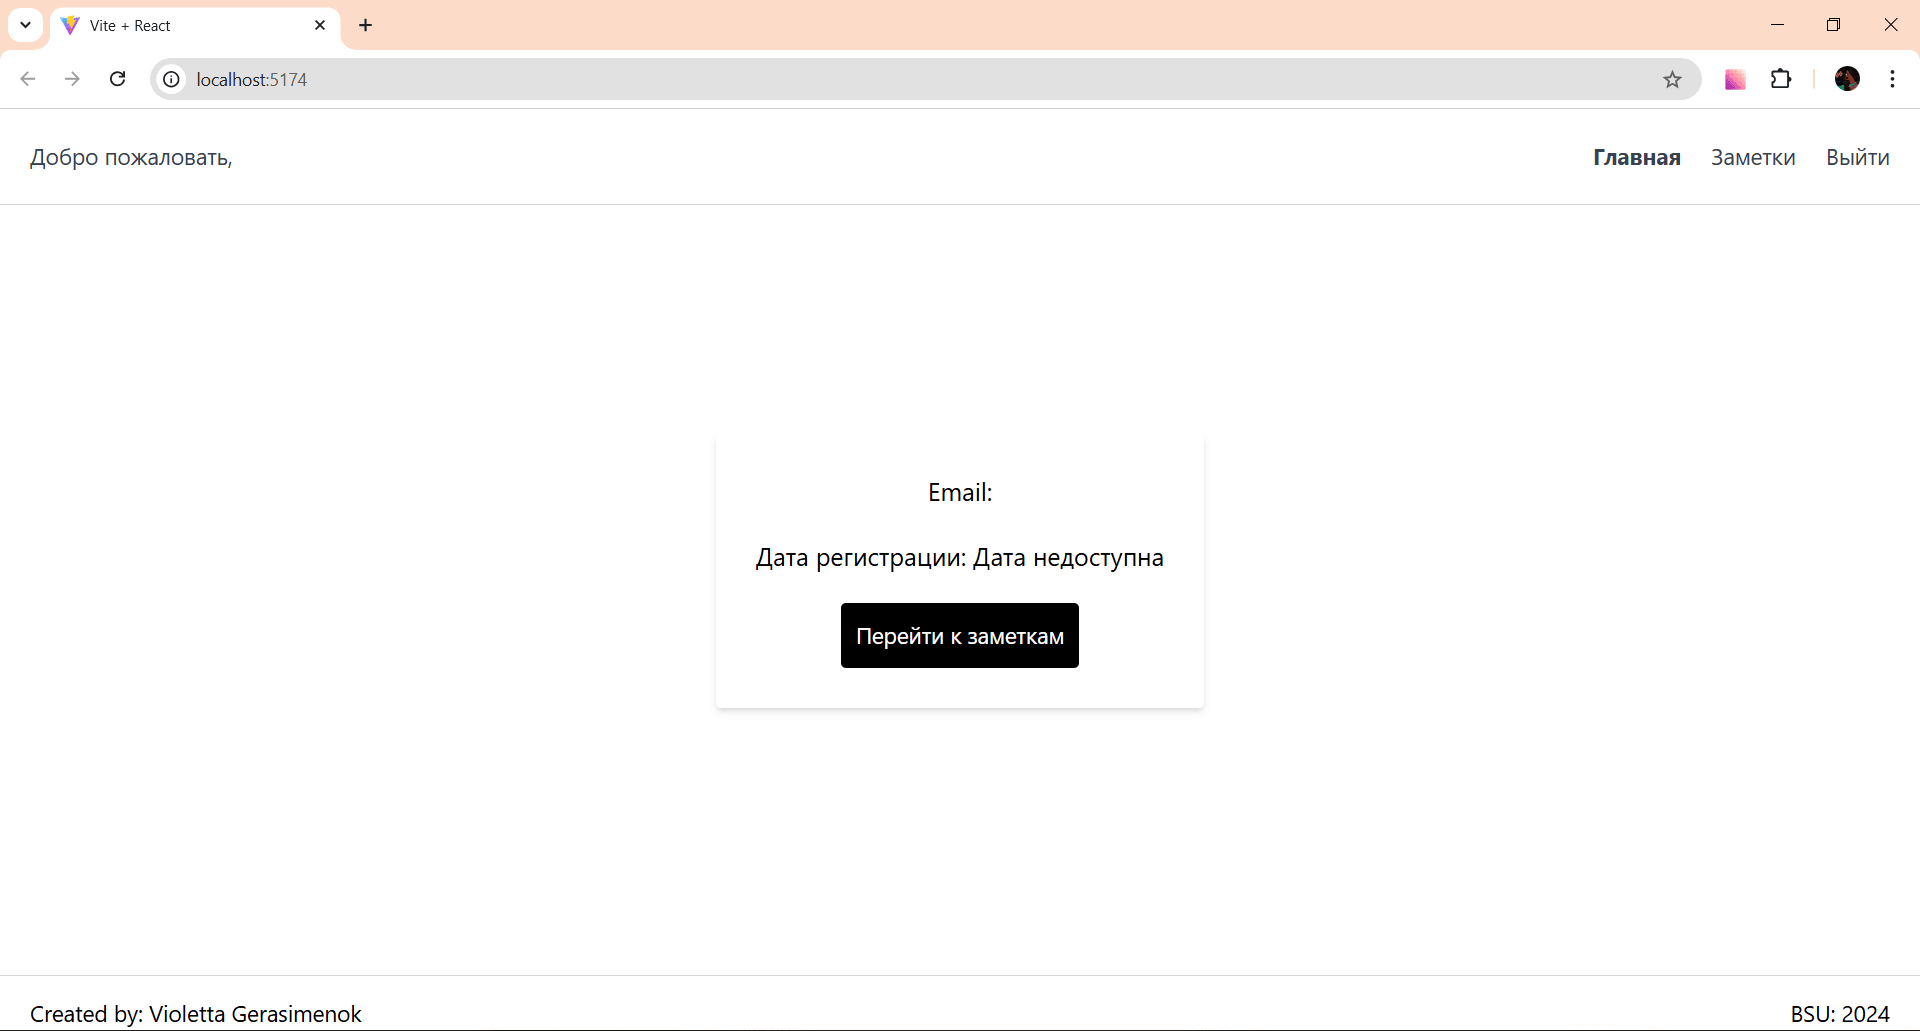 Vite + React
localhost:5174
Добро пожаловать,
Главная Заметки Выйти
Email:
Дата регистрации: Дата недоступна
Перейти к заметкам
Created by: Violetta Gerasimenok
BSU: 2024